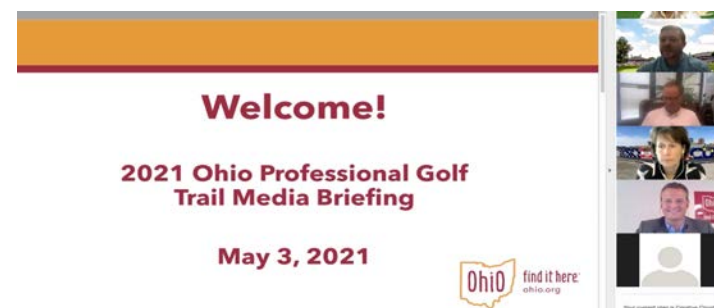 Welcome!
2021 Ohio Professional Golf
Trail Media Briefing
May 3, 2021
OhiO
find it here.
ohio.org